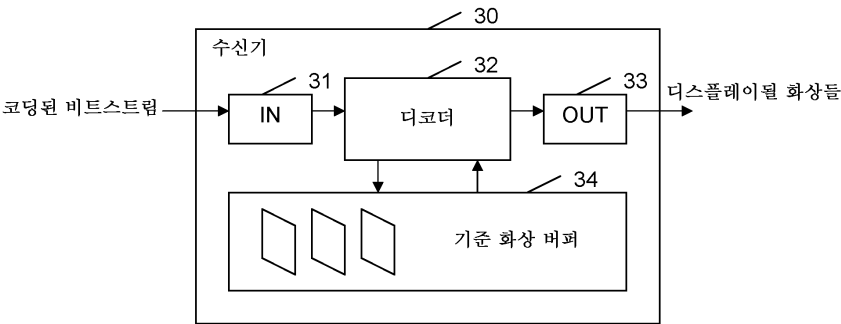 30
수신기
31
32
33
코딩된 비트스트림
IN
디코더
OUT
디스플레이될 화상들
34
기준 화상 버퍼